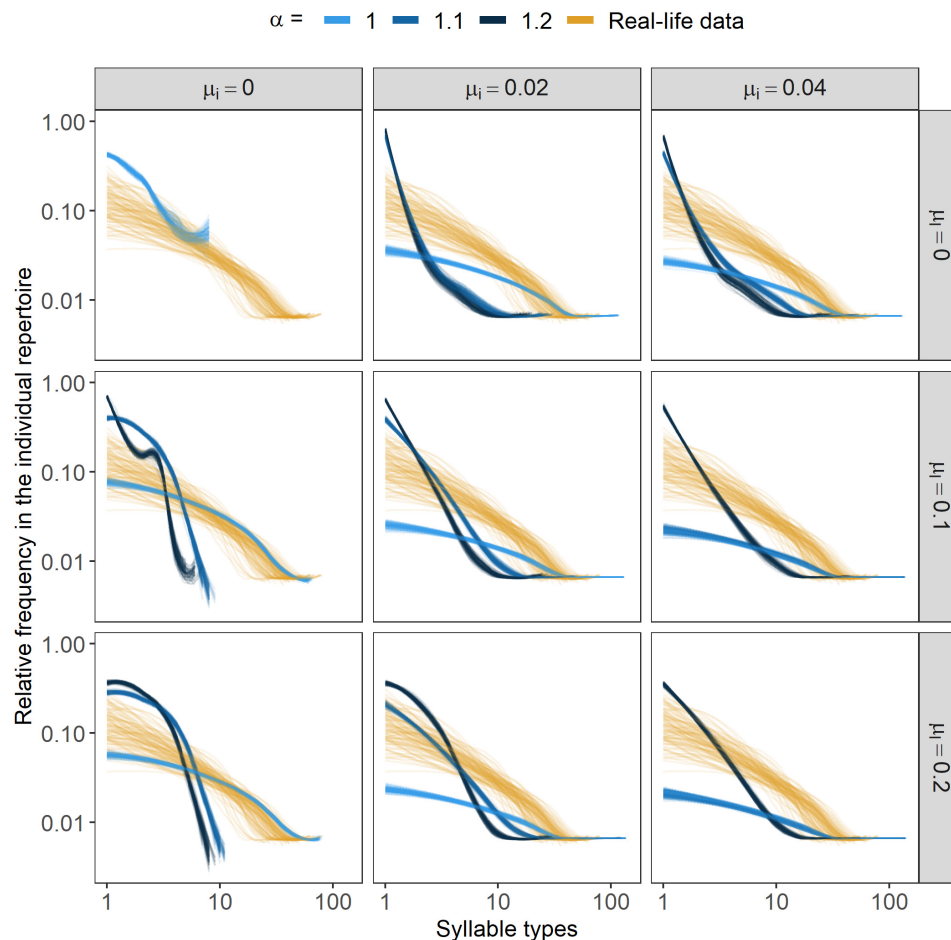 α = 1 1.1 1.2 Real-life data
μi = 0 μi = 0.02 μi = 0.04
Relative frequency in the individual repertoire
1.00
0.10
0.01
μl = 0
1.00
0.10
0.01
μl = 0.1
1.00
0.10
0.01
μl = 0.2
1 10 100 1 10 100 1 10 100
Syllable types